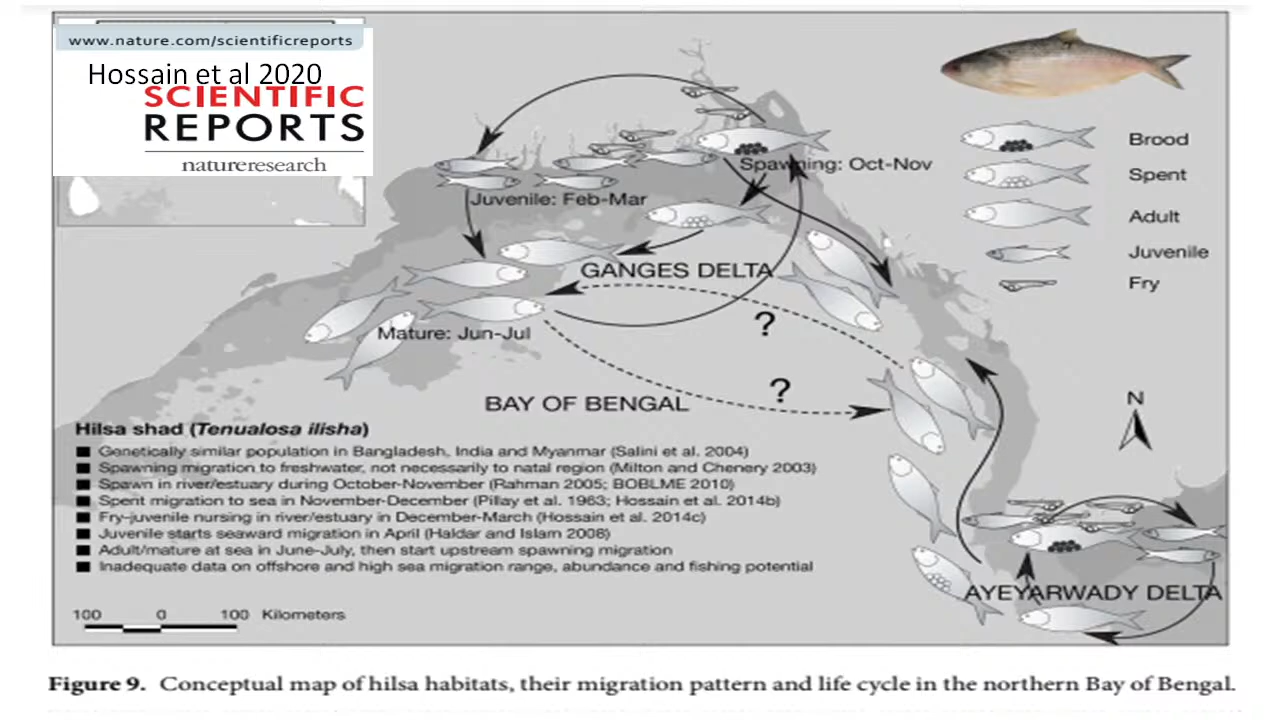 www.nature.com/scientificreports
Hossain et al 2020
SCIENTIFIC
REPORTS
natureresearch
Brood
Spawning: Oct-Nov
Spent
Juvenile: Feb-Mar
Adult
Juvenile
GANGES DELTA
Fry
?
Mature: Jun-Jul
?
N
BAY OF BENGAL
Hilsa shad (Tenualosa ilisha)
Genetically similar population in Bangladesh, India and Myanmar (Salini et al. 2004)
Spawning migration to freshwater, not necessarily to natal region (Milton and Chenery 2003)
Spawn in river/estuary during October-November (Rahman 2005; BOBLME 2010)
Spent migration to sea in November-December (Pillay et al. 1963; Hossain et al. 2014b)
Fry-juvenile nursing in river/estuary in December-March (Hossain et al. 2014c)
Juvenile starts seaward migration in April (Haldar and Islam 2008)
Adult/mature at sea in June-July, then start upstream spawning migration
Inadequate data on offshore and high sea migration range, abundance and fishing potential
AYEYARWADY DELTA
100 0 100 Kilometers
Figure 9. Conceptual map of hilsa habitats, their migration pattern and life cycle in the northern Bay of Bengal.